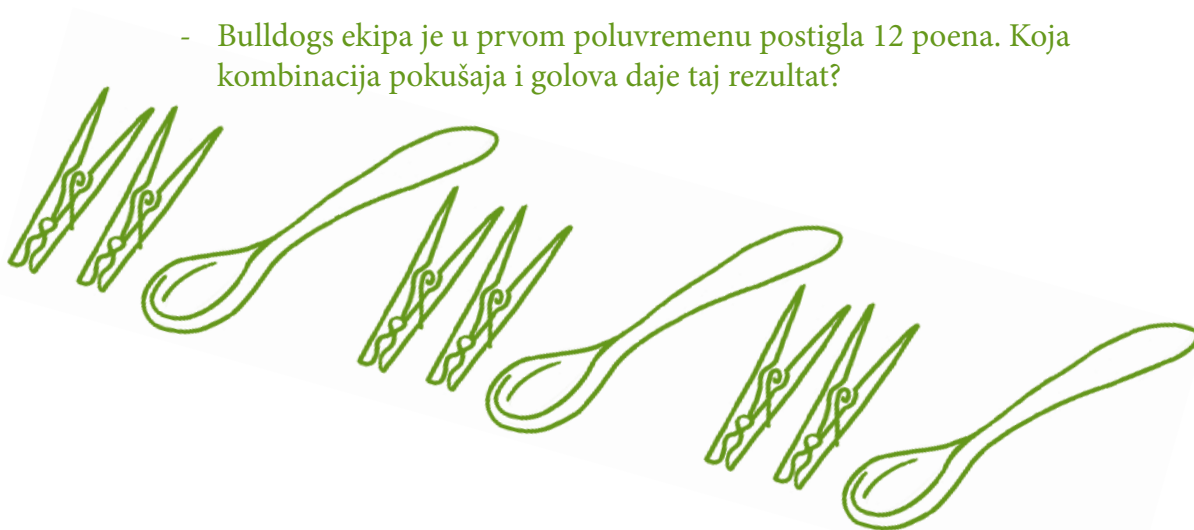 - Bulldogs ekipa je u prvom poluvremenu postigla 12 poena. Koja
kombinacija pokušaja i golova daje taj rezultat?